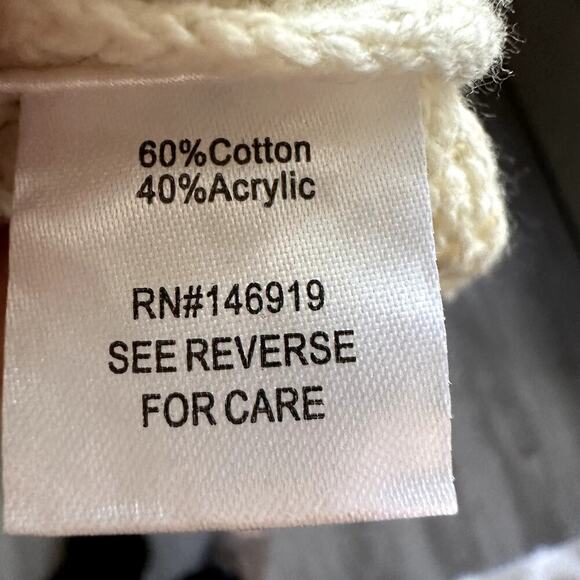 60%Cotton
40%Acrylic
RN#146919
SEE REVERSE
FOR CARE